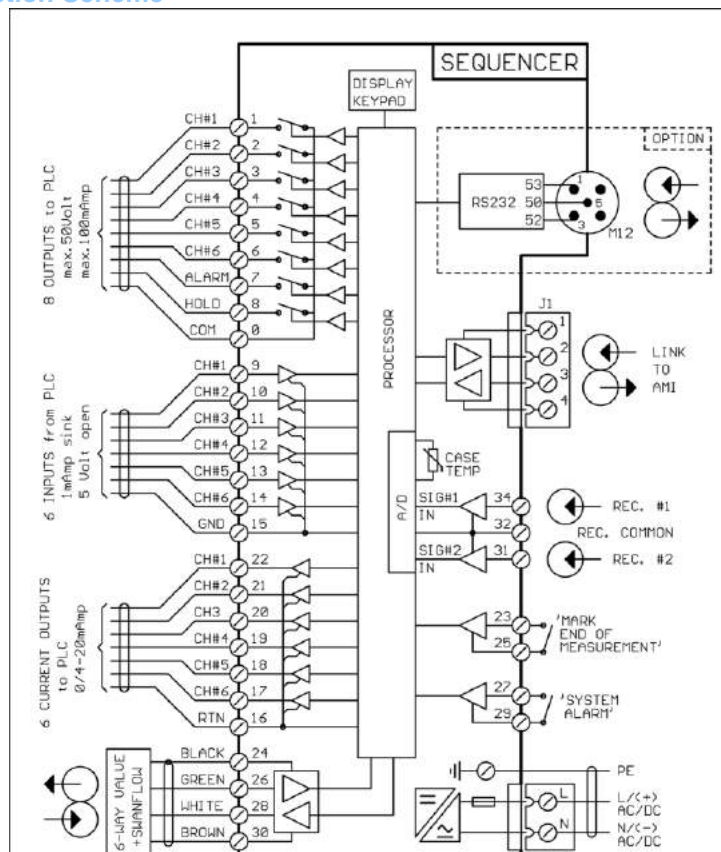 SEQUENCER
DISPLAY
KEYPAD
OPTION
8 OUTPUTS to PLC
max.50Volt
max.100mAmp
CH#1 1
CH#2 2
CH#3 3
CH#4 4
CH#5 5
CH#6 6
ALARM 7
HOLD 8
COM 0
RS232
53
50
52
1
5
3
M12
PROCESSOR
J1
1
2
3
4
LINK
TO
AMI
6 INPUTS from PLC
1mAmp sink
5 Volt open
CH#1 9
CH#2 10
CH#3 11
CH#4 12
CH#5 13
CH#6 14
GND 15
CASE
TEMP
A/D
SIG#1 34
IN
32
SIG#2 31
IN
REC. #1
REC. COMMON
REC. #2
6 CURRENT OUTPUTS
to PLC
0/4-20mAmp
CH#1 22
CH#2 21
CH3 20
CH#4 19
CH#5 18
CH#6 17
RTN 16
23
25
'MARK
END OF
MEASUREMENT'
27
29
'SYSTEM
ALARM'
6-WAY VALVE
+SWANFLOW
BLACK 24
GREEN 26
WHITE 28
BROWN 30
PE
L
L/(+)
AC/DC
N
N/(-)
AC/DC